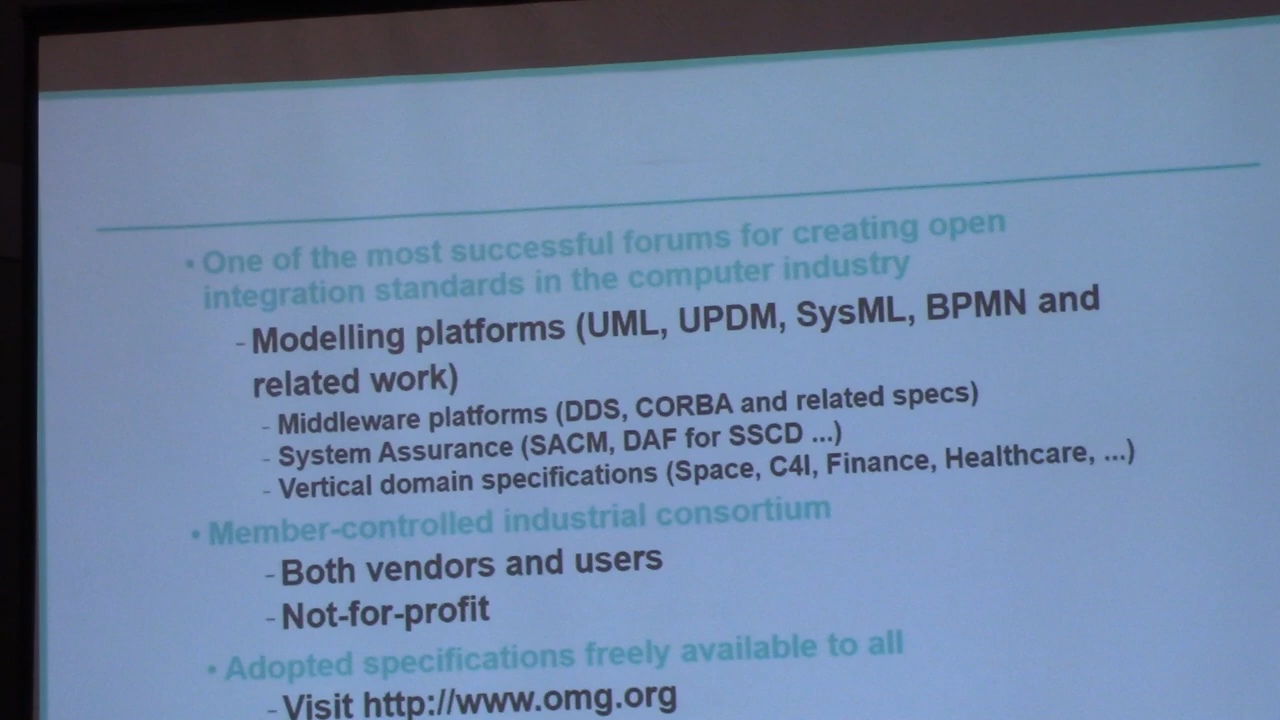 • One of the most successful forums for creating open
integration standards in the computer industry
- Modelling platforms (UML, UPDM, SysML, BPMN and
related work)
- Middleware platforms (DDS, CORBA and related specs)
- System Assurance (SACM, DAF for SSCD ...)
- Vertical domain specifications (Space, C4I, Finance, Healthcare, ...)
• Member-controlled industrial consortium
- Both vendors and users
- Not-for-profit
• Adopted specifications freely available to all
- Visit http://www.omg.org